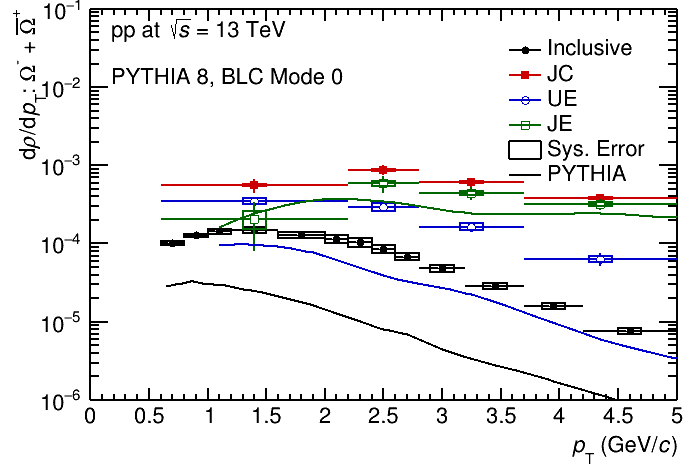 dρ/dp_T: Ω⁻ + Ω̅⁺
10⁻¹
10⁻²
10⁻³
10⁻⁴
10⁻⁵
10⁻⁶
pp at √s = 13 TeV
PYTHIA 8, BLC Mode 0
Inclusive
JC
UE
JE
Sys. Error
PYTHIA
0 0.5 1 1.5 2 2.5 3 3.5 4 4.5 5
p_T (GeV/c)